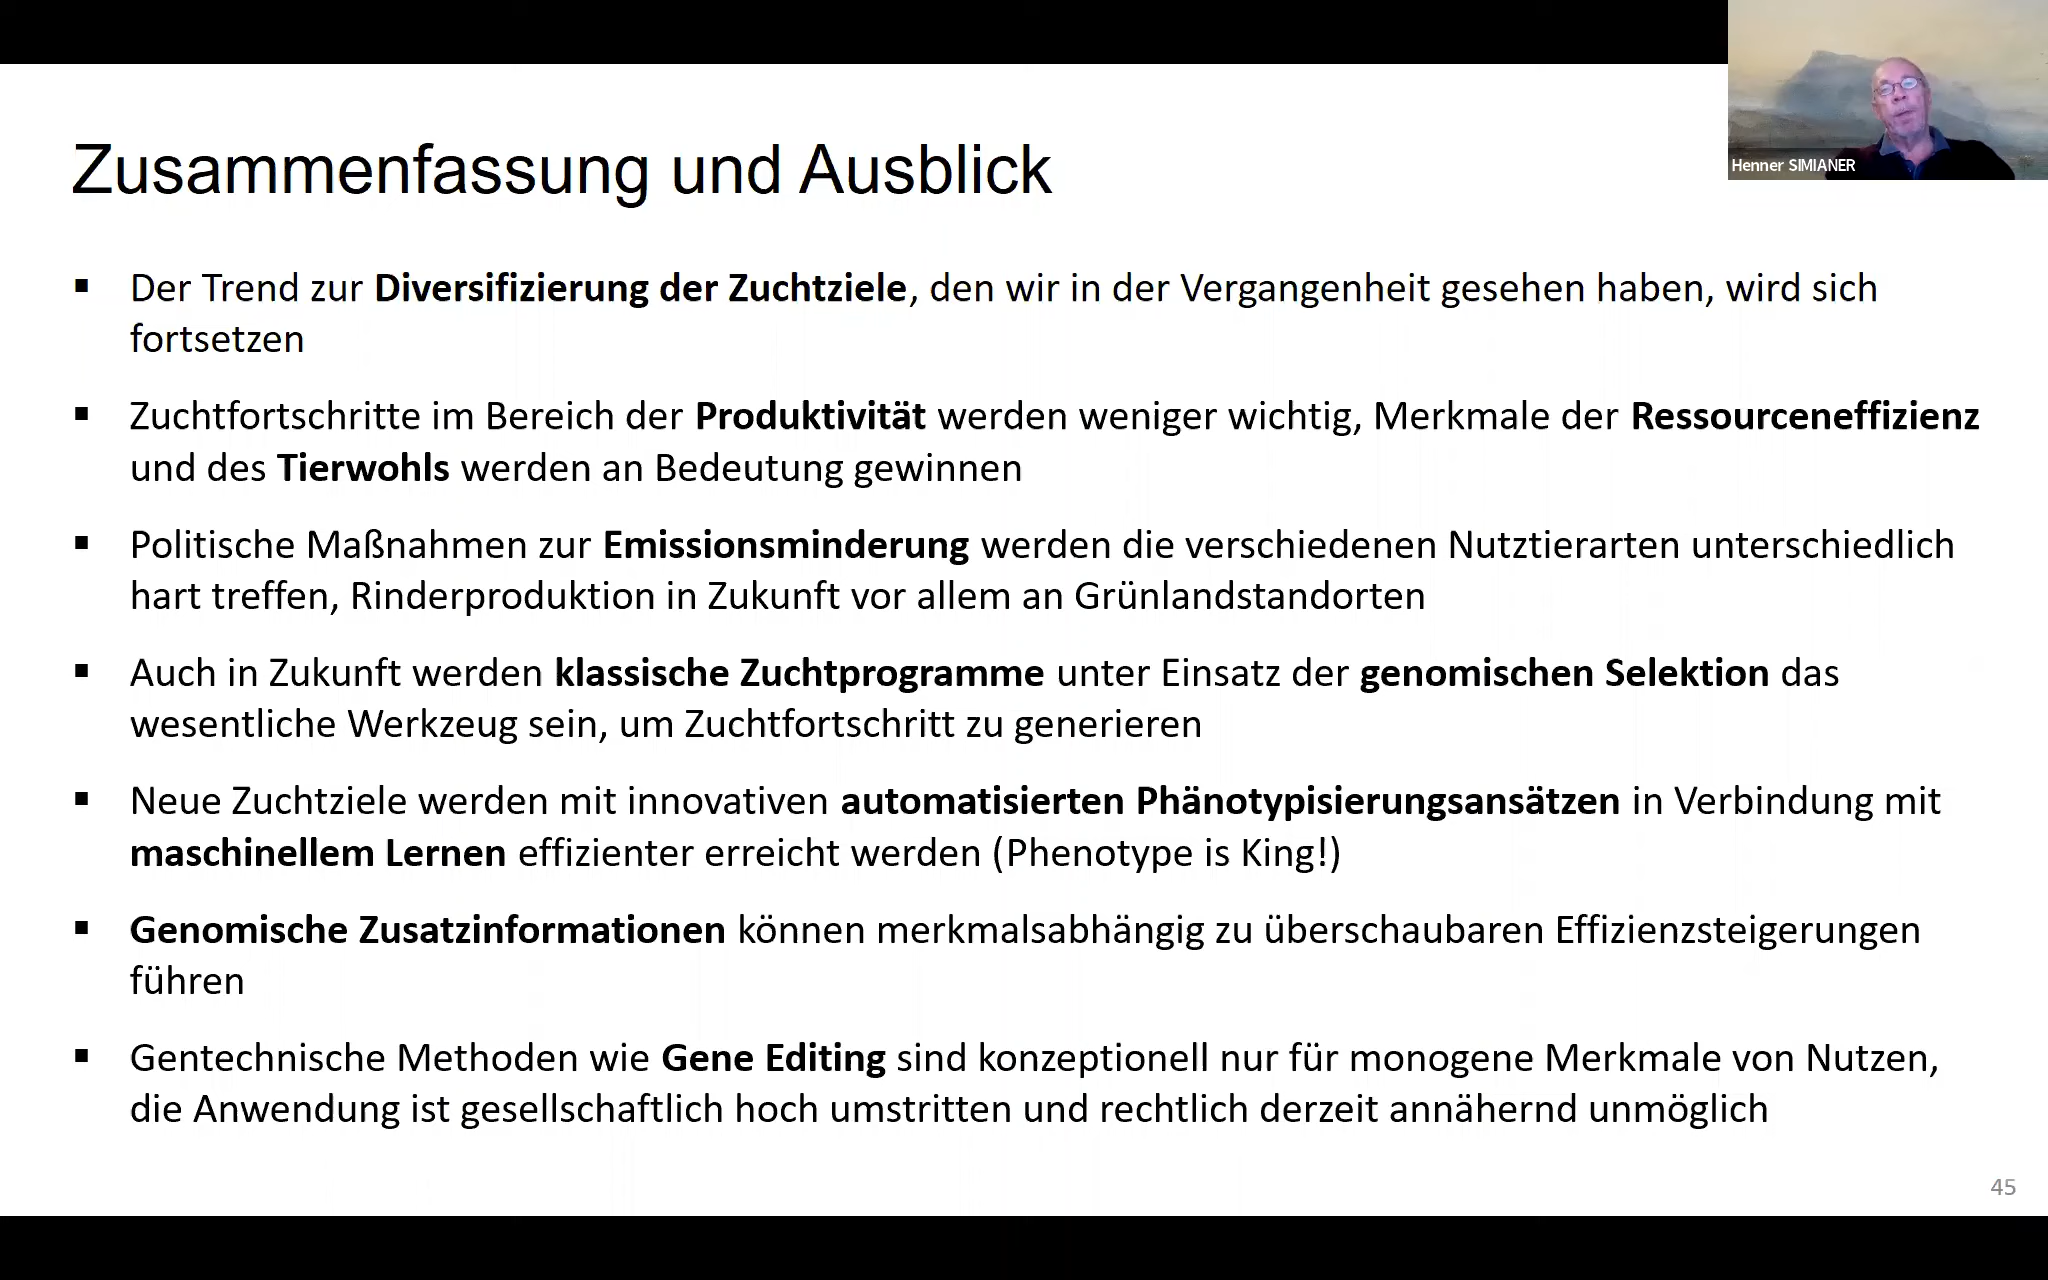 Henner SIMIANER
Zusammenfassung und Ausblick
▪ Der Trend zur Diversifizierung der Zuchtziele, den wir in der Vergangenheit gesehen haben, wird sich
fortsetzen
▪ Zuchtfortschritte im Bereich der Produktivität werden weniger wichtig, Merkmale der Ressourceneffizienz
und des Tierwohls werden an Bedeutung gewinnen
▪ Politische Maßnahmen zur Emissionsminderung werden die verschiedenen Nutztierarten unterschiedlich
hart treffen, Rinderproduktion in Zukunft vor allem an Grünlandstandorten
▪ Auch in Zukunft werden klassische Zuchtprogramme unter Einsatz der genomischen Selektion das
wesentliche Werkzeug sein, um Zuchtfortschritt zu generieren
▪ Neue Zuchtziele werden mit innovativen automatisierten Phänotypisierungsansätzen in Verbindung mit
maschinellem Lernen effizienter erreicht werden (Phenotype is King!)
▪ Genomische Zusatzinformationen können merkmalsabhängig zu überschaubaren Effizienzsteigerungen
führen
▪ Gentechnische Methoden wie Gene Editing sind konzeptionell nur für monogene Merkmale von Nutzen,
die Anwendung ist gesellschaftlich hoch umstritten und rechtlich derzeit annähernd unmöglich
45